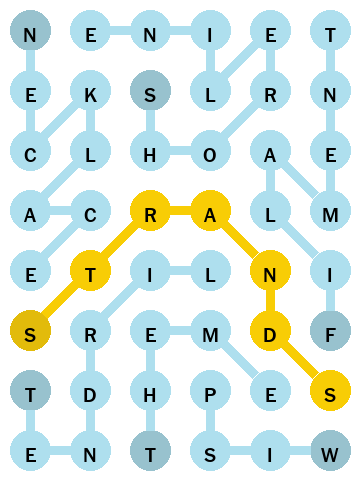 N E N I E T
E K S L R N
C L H O A E
A C R A L M
E T I L N I
S R E M D F
T D H P E S
E N T S I W